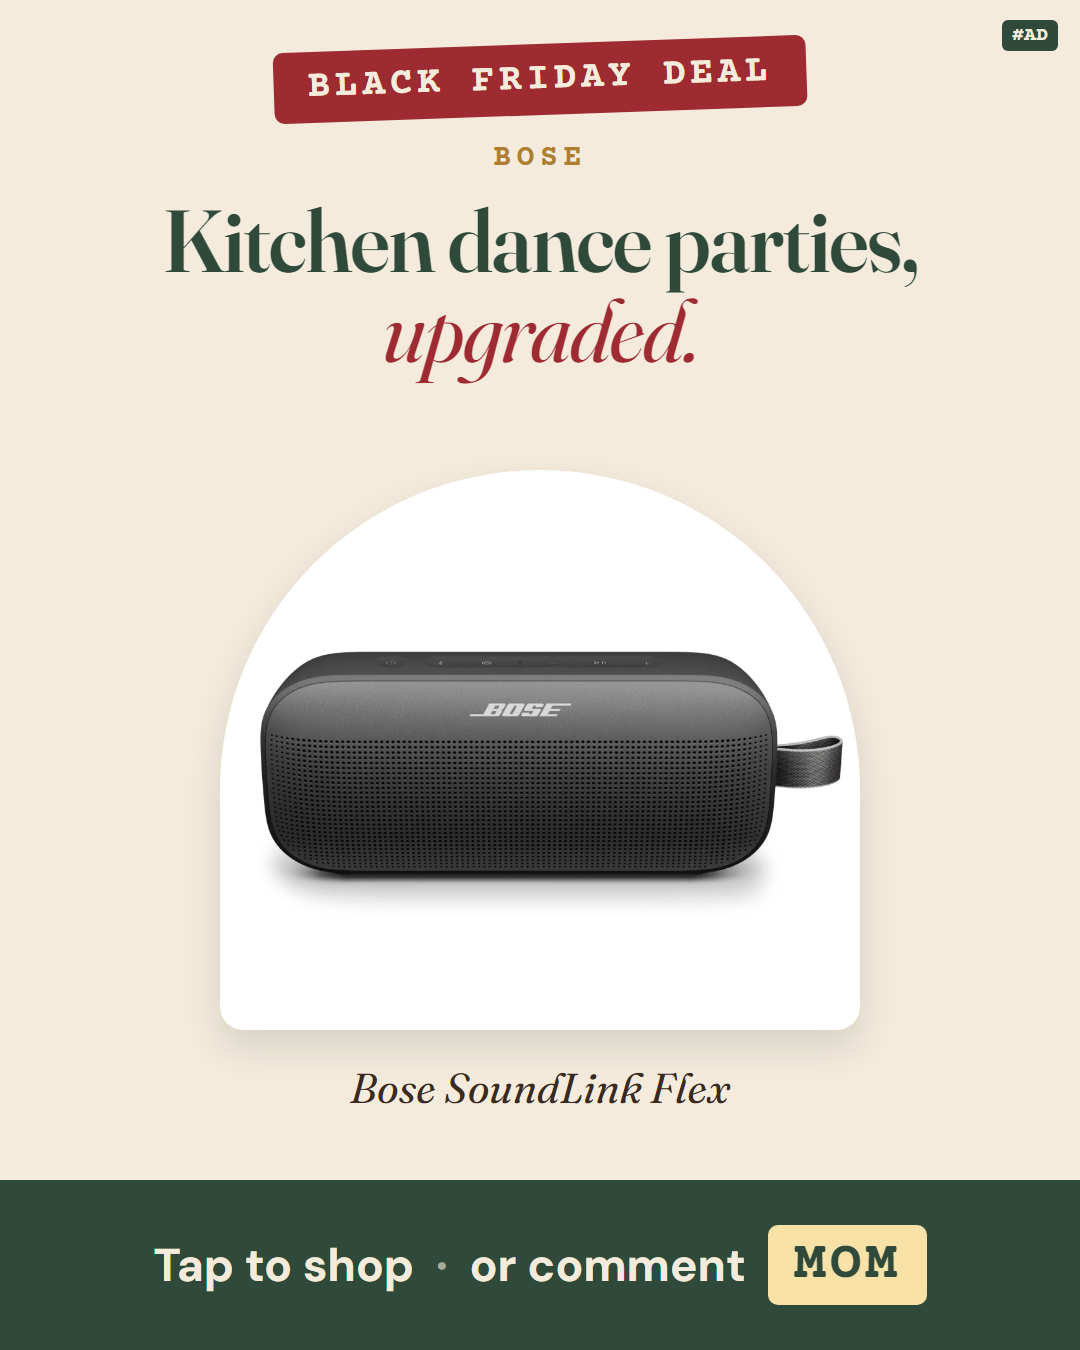 #AD
BLACK FRIDAY DEAL
BOSE
Kitchen dance parties,
upgraded.
BOSE
Bose SoundLink Flex
Tap to shop · or comment MOM